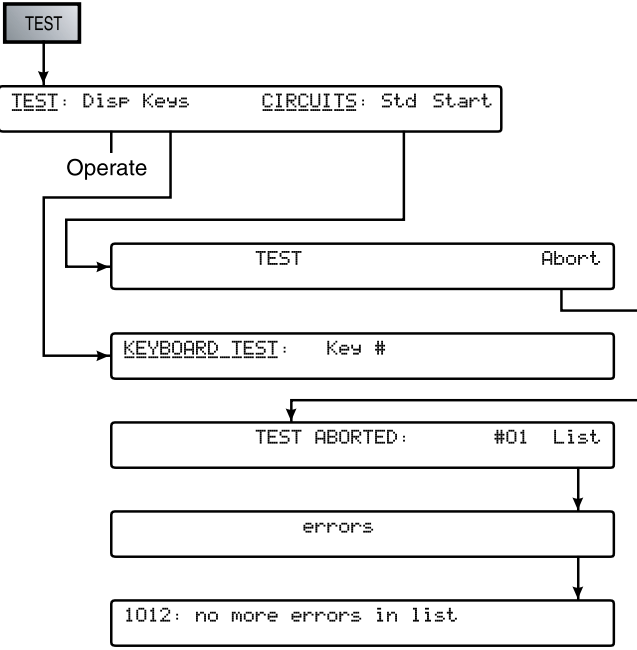 TEST
TEST: Disp Keys CIRCUITS: Std Start
Operate
TEST Abort
KEYBOARD TEST: Key #
TEST ABORTED: #01 List
errors
1012: no more errors in list